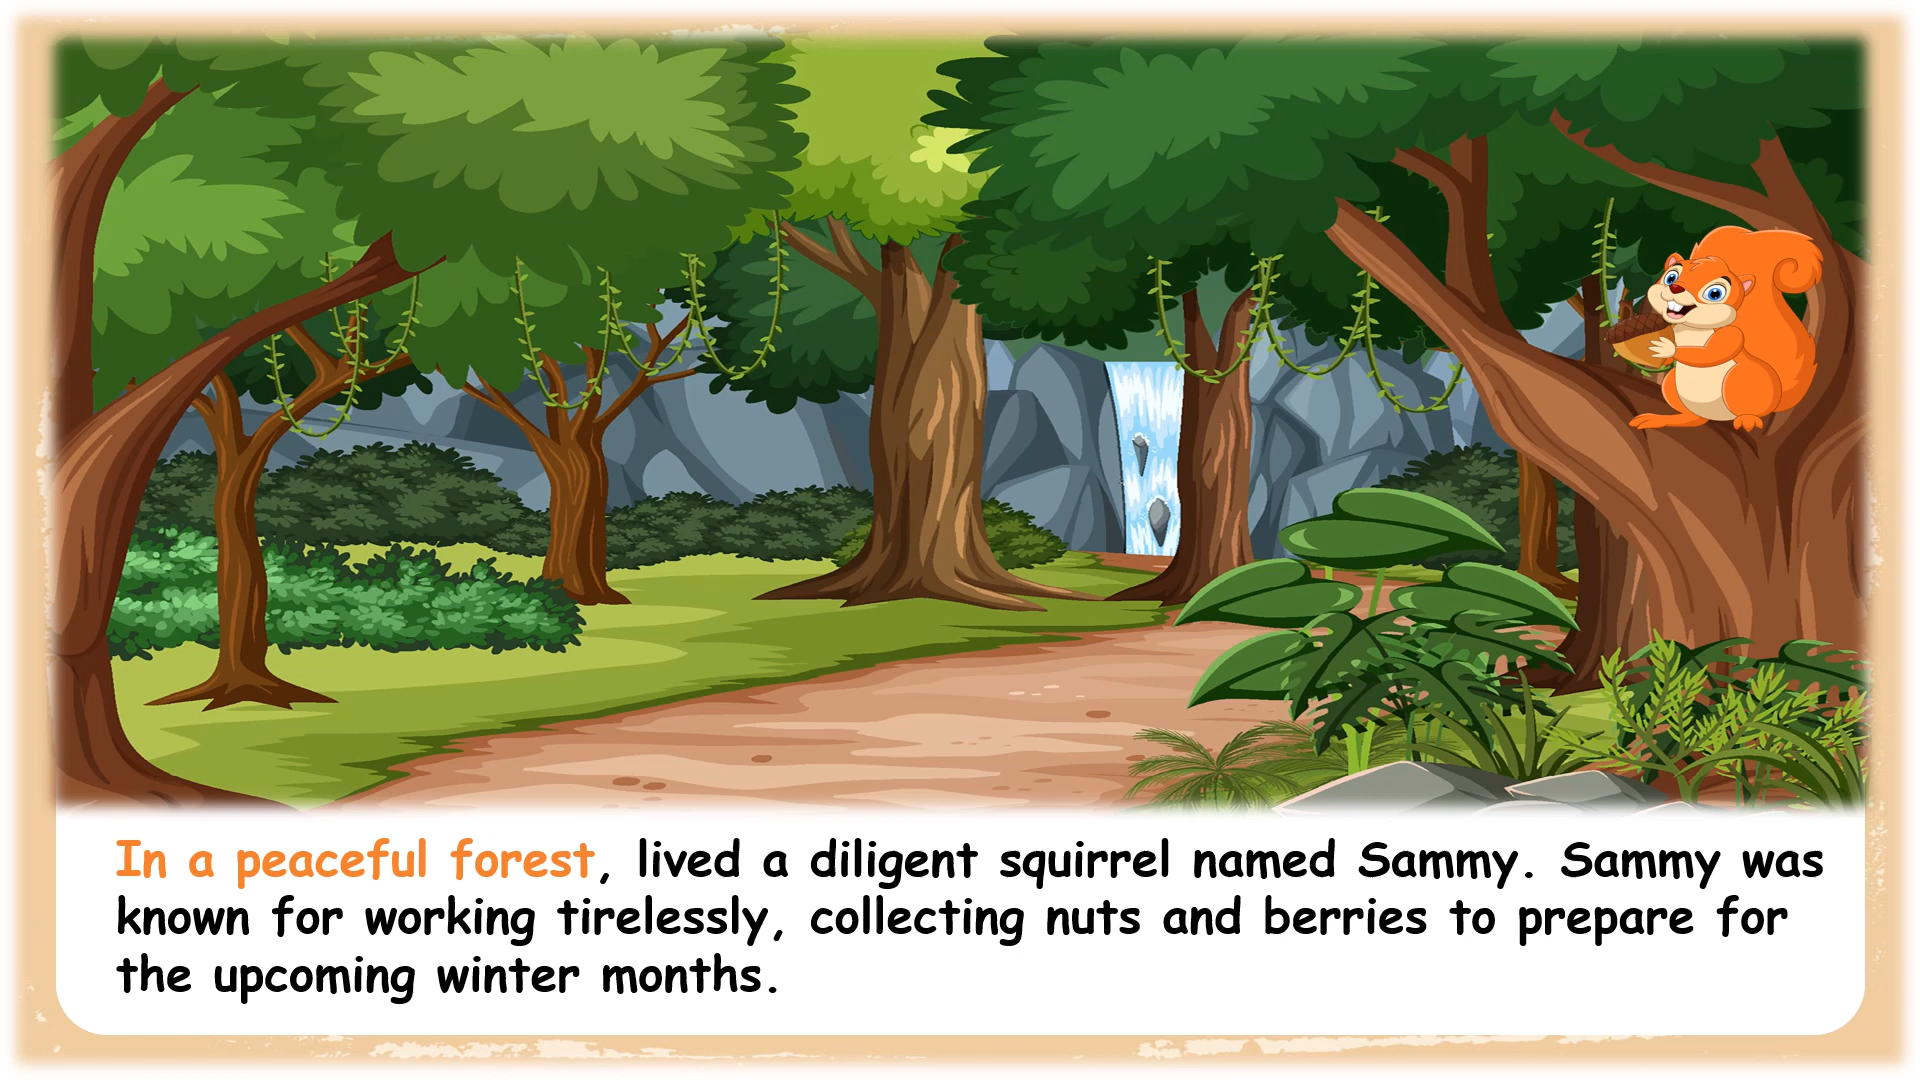 In a peaceful forest, lived a diligent squirrel named Sammy. Sammy was
known for working tirelessly, collecting nuts and berries to prepare for
the upcoming winter months.